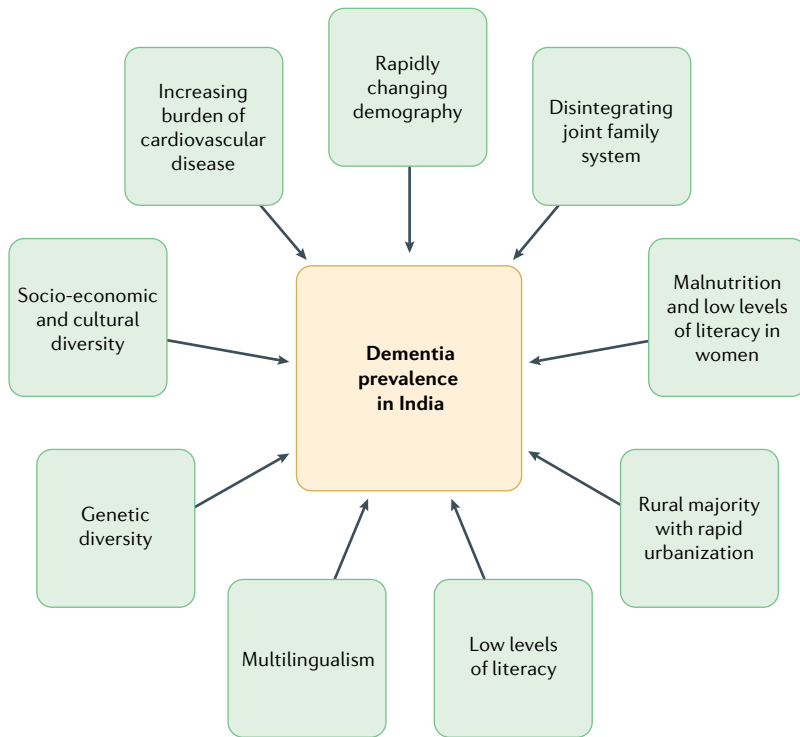 Rapidly
changing
demography
Increasing
burden of
cardiovascular
disease
Disintegrating
joint family
system
Socio-economic
and cultural
diversity
Malnutrition
and low levels
of literacy in
women
Dementia
prevalence
in India
Genetic
diversity
Rural majority
with rapid
urbanization
Multilingualism
Low levels
of literacy